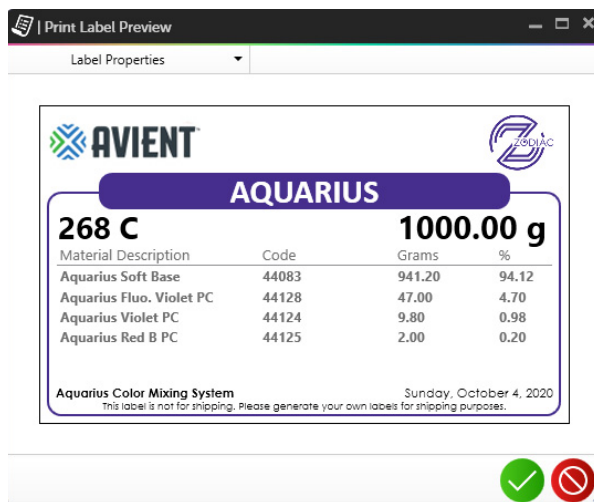 | Print Label Preview
Label Properties
AVIENT
ZODIAC
AQUARIUS
268 C 1000.00 g
Material Description Code Grams %
Aquarius Soft Base 44083 941.20 94.12
Aquarius Fluo. Violet PC 44128 47.00 4.70
Aquarius Violet PC 44124 9.80 0.98
Aquarius Red B PC 44125 2.00 0.20
Aquarius Color Mixing System Sunday, October 4, 2020
This label is not for shipping. Please generate your own labels for shipping purposes.